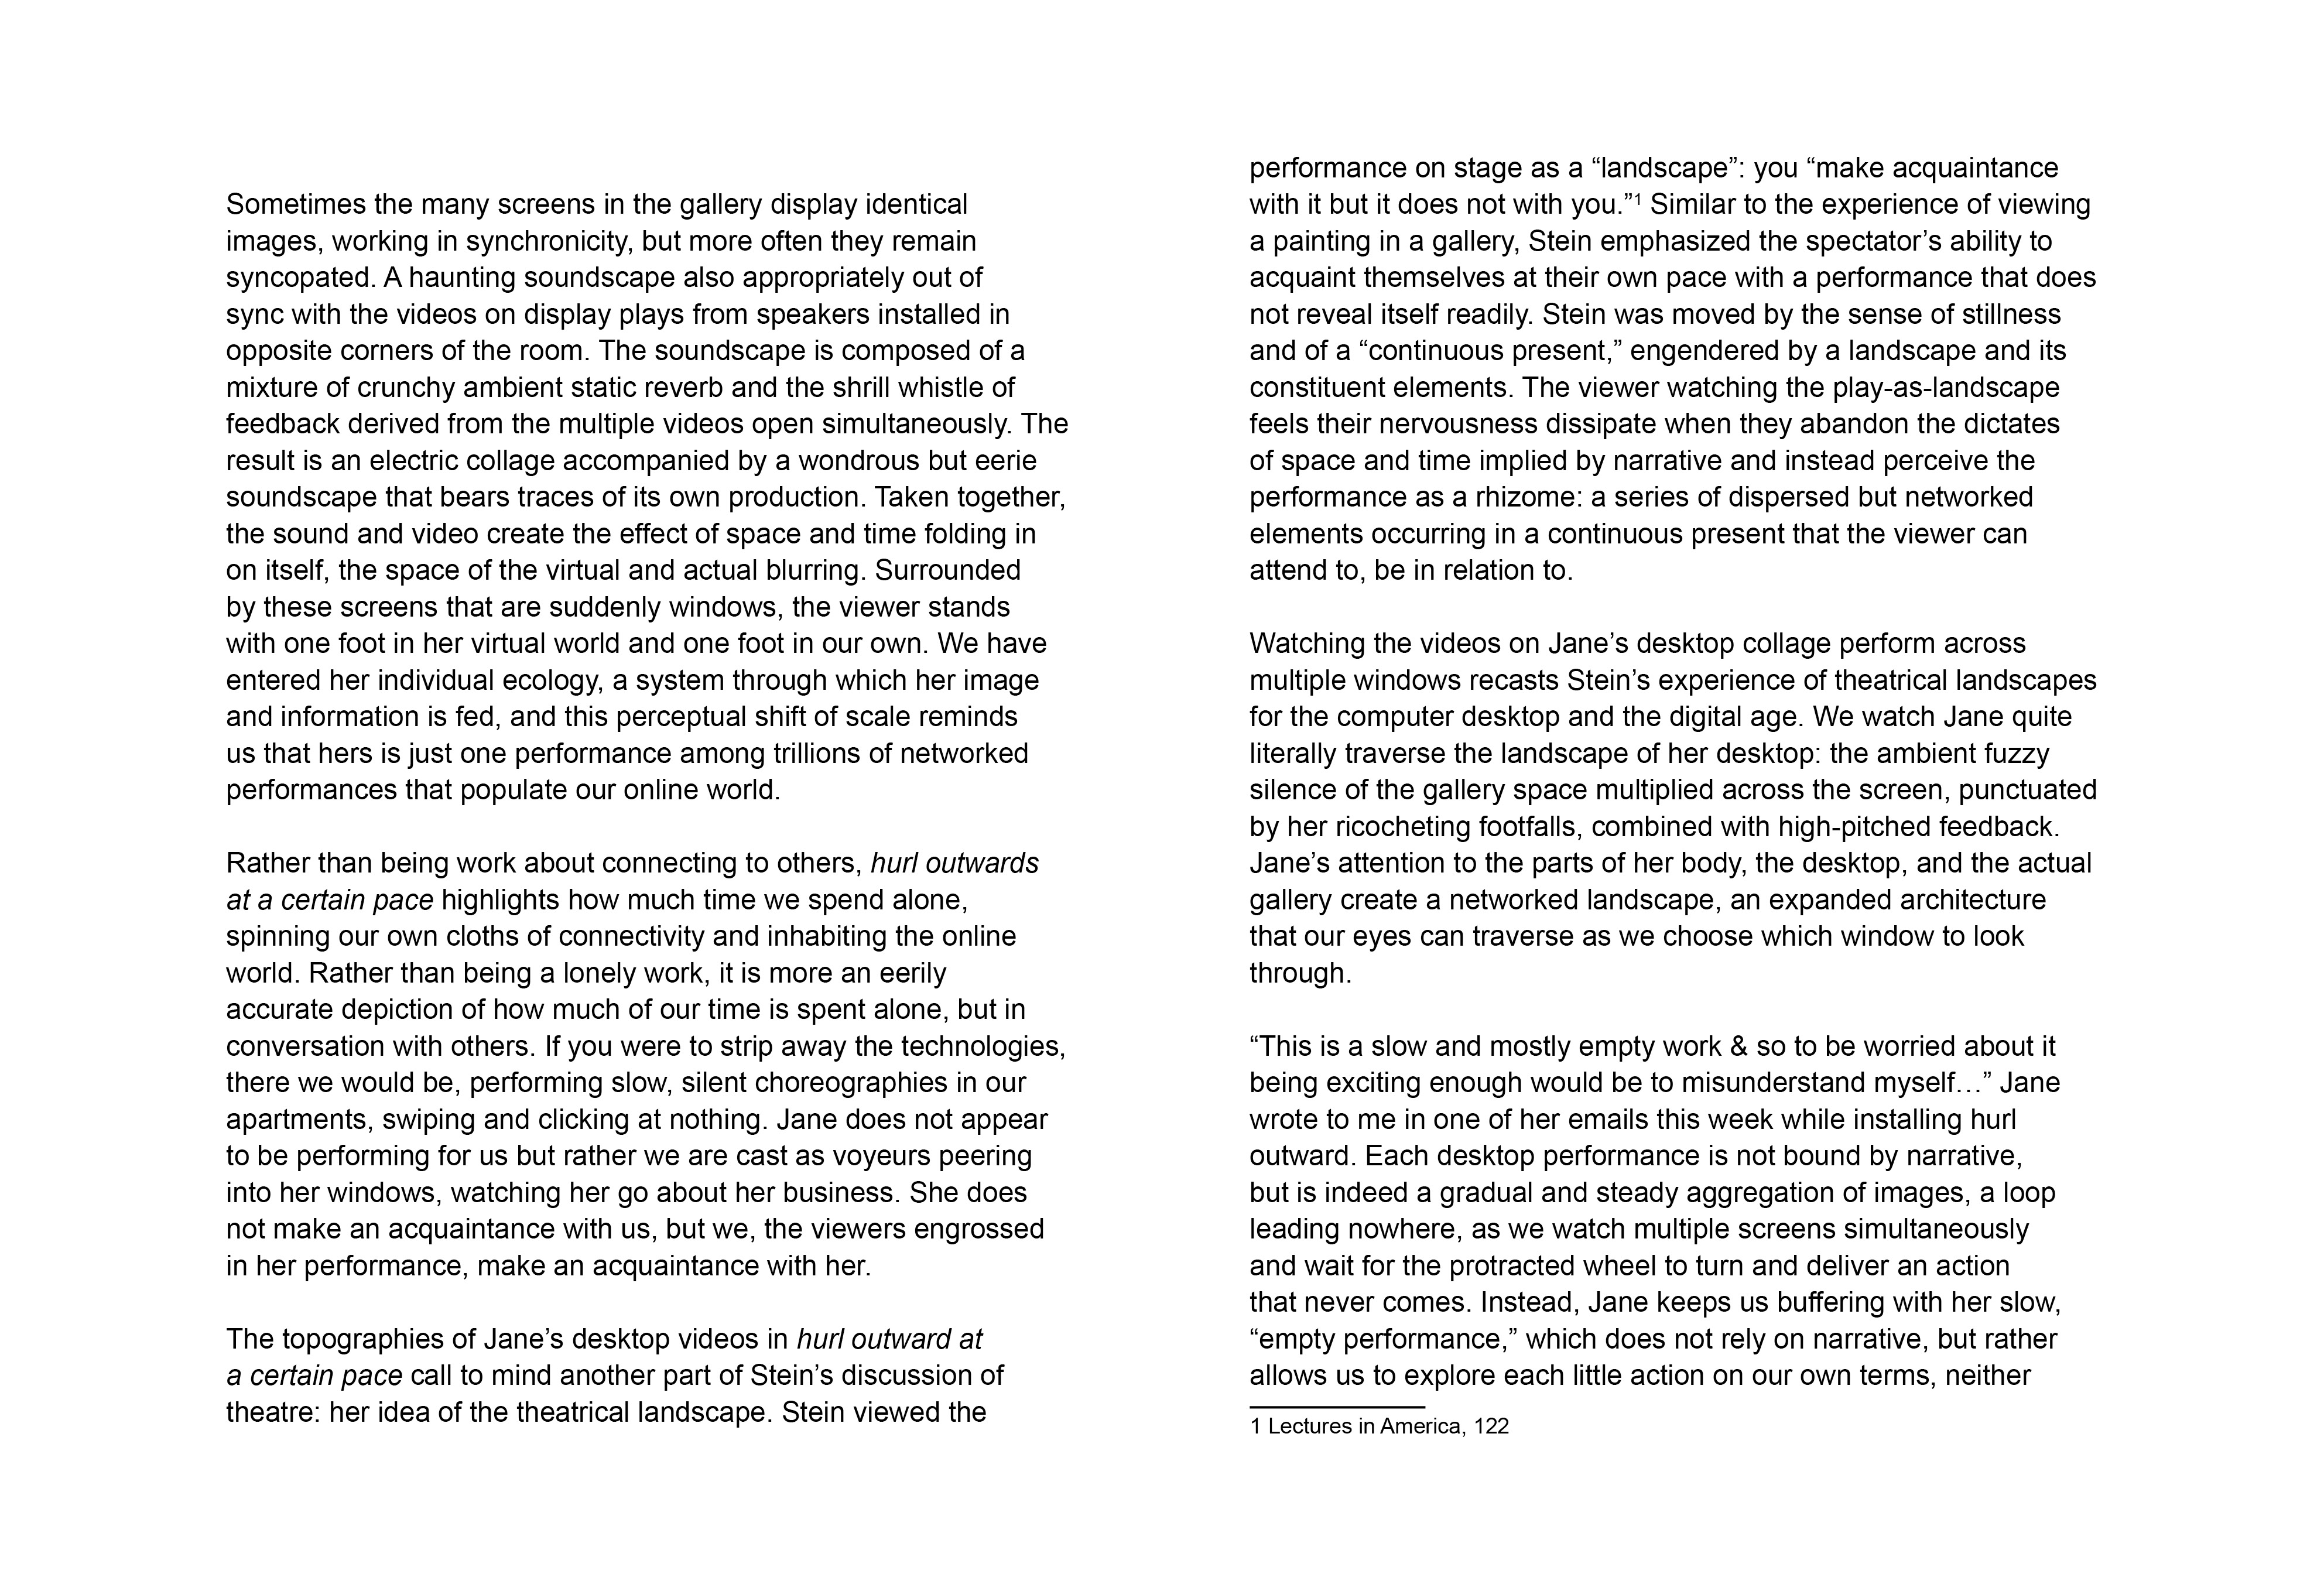 Sometimes the many screens in the gallery display identical
images, working in synchronicity, but more often they remain
syncopated. A haunting soundscape also appropriately out of
sync with the videos on display plays from speakers installed in
opposite corners of the room. The soundscape is composed of a
mixture of crunchy ambient static reverb and the shrill whistle of
feedback derived from the multiple videos open simultaneously. The
result is an electric collage accompanied by a wondrous but eerie
soundscape that bears traces of its own production. Taken together,
the sound and video create the effect of space and time folding in
on itself, the space of the virtual and actual blurring. Surrounded
by these screens that are suddenly windows, the viewer stands
with one foot in her virtual world and one foot in our own. We have
entered her individual ecology, a system through which her image
and information is fed, and this perceptual shift of scale reminds
us that hers is just one performance among trillions of networked
performances that populate our online world.
Rather than being work about connecting to others, hurl outwards
at a certain pace highlights how much time we spend alone,
spinning our own cloths of connectivity and inhabiting the online
world. Rather than being a lonely work, it is more an eerily
accurate depiction of how much of our time is spent alone, but in
conversation with others. If you were to strip away the technologies,
there we would be, performing slow, silent choreographies in our
apartments, swiping and clicking at nothing. Jane does not appear
to be performing for us but rather we are cast as voyeurs peering
into her windows, watching her go about her business. She does
not make an acquaintance with us, but we, the viewers engrossed
in her performance, make an acquaintance with her.
The topographies of Jane’s desktop videos in hurl outward at
a certain pace call to mind another part of Stein’s discussion of
theatre: her idea of the theatrical landscape. Stein viewed the
performance on stage as a “landscape”: you “make acquaintance
with it but it does not with you.”1 Similar to the experience of viewing
a painting in a gallery, Stein emphasized the spectator’s ability to
acquaint themselves at their own pace with a performance that does
not reveal itself readily. Stein was moved by the sense of stillness
and of a “continuous present,” engendered by a landscape and its
constituent elements. The viewer watching the play-as-landscape
feels their nervousness dissipate when they abandon the dictates
of space and time implied by narrative and instead perceive the
performance as a rhizome: a series of dispersed but networked
elements occurring in a continuous present that the viewer can
attend to, be in relation to.
Watching the videos on Jane’s desktop collage perform across
multiple windows recasts Stein’s experience of theatrical landscapes
for the computer desktop and the digital age. We watch Jane quite
literally traverse the landscape of her desktop: the ambient fuzzy
silence of the gallery space multiplied across the screen, punctuated
by her ricocheting footfalls, combined with high-pitched feedback.
Jane’s attention to the parts of her body, the desktop, and the actual
gallery create a networked landscape, an expanded architecture
that our eyes can traverse as we choose which window to look
through.
“This is a slow and mostly empty work & so to be worried about it
being exciting enough would be to misunderstand myself…” Jane
wrote to me in one of her emails this week while installing hurl
outward. Each desktop performance is not bound by narrative,
but is indeed a gradual and steady aggregation of images, a loop
leading nowhere, as we watch multiple screens simultaneously
and wait for the protracted wheel to turn and deliver an action
that never comes. Instead, Jane keeps us buffering with her slow,
“empty performance,” which does not rely on narrative, but rather
allows us to explore each little action on our own terms, neither
1 Lectures in America, 122